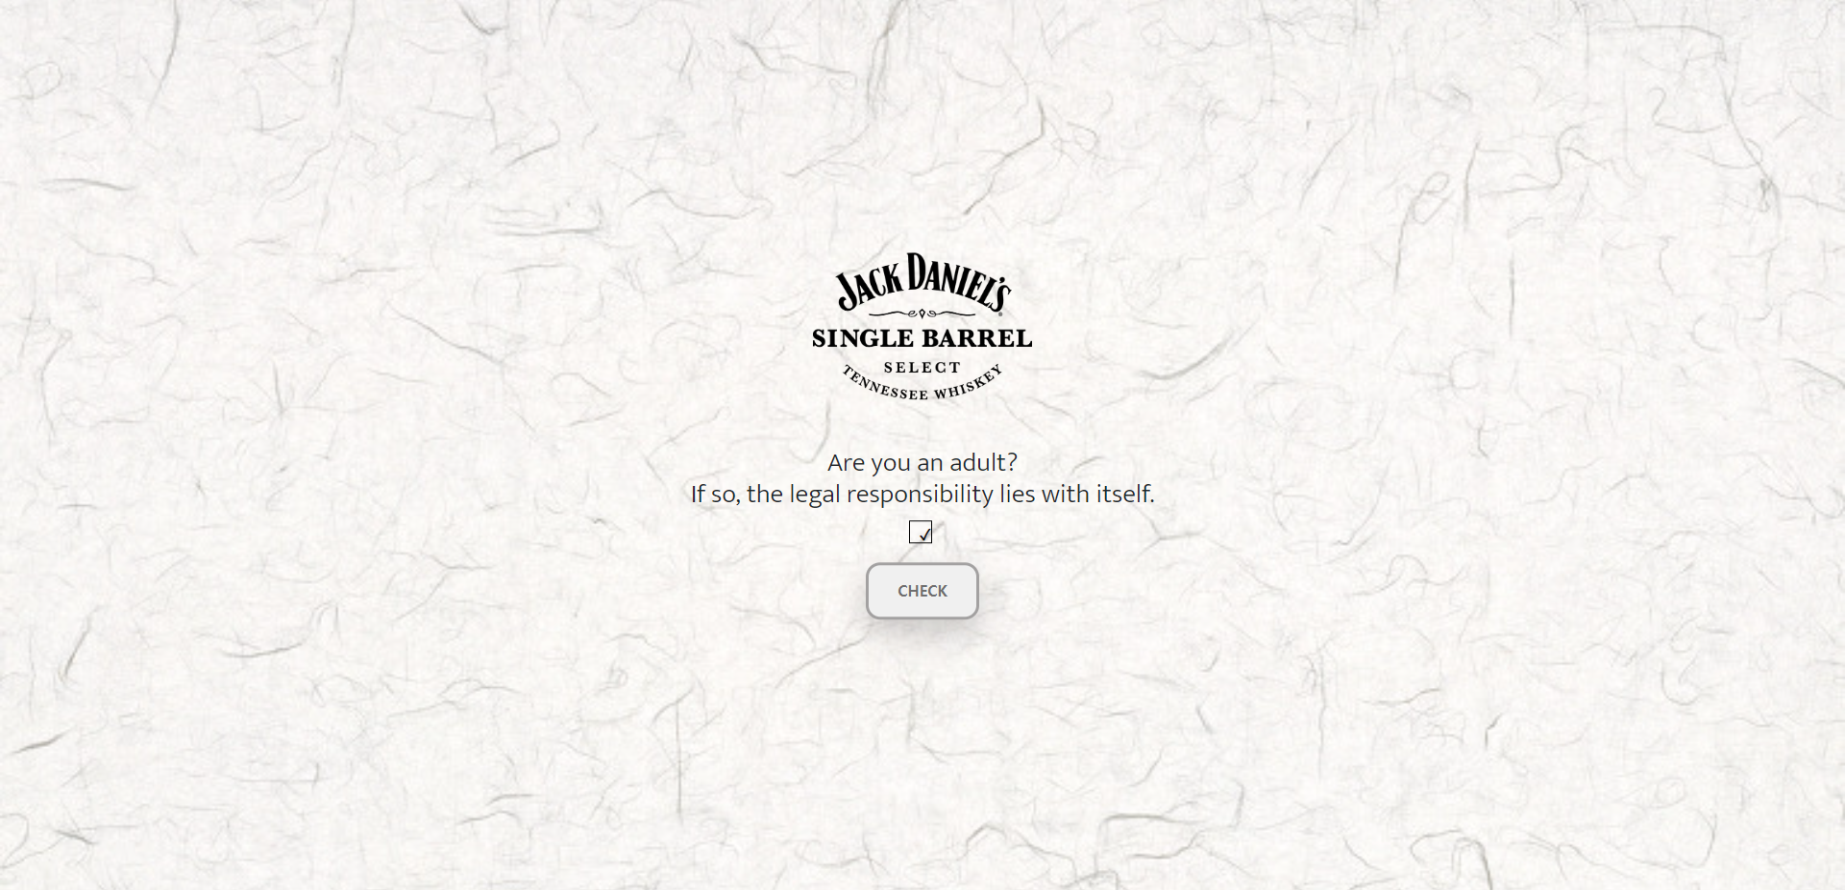 JACK DANIEL'S
SINGLE BARREL
SELECT
TENNESSEE WHISKEY
Are you an adult?
If so, the legal responsibility lies with itself.
CHECK